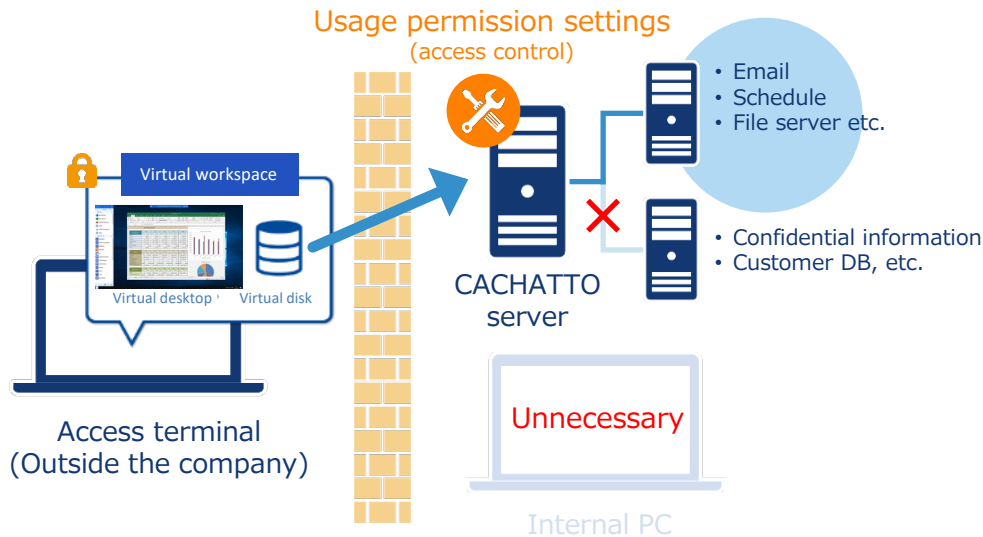 Usage permission settings
(access control)
• Email
• Schedule
• File server etc.
Virtual workspace
Virtual desktop
Virtual disk
• Confidential information
• Customer DB, etc.
CACHATTO
server
Access terminal
(Outside the company)
Unnecessary
Internal PC